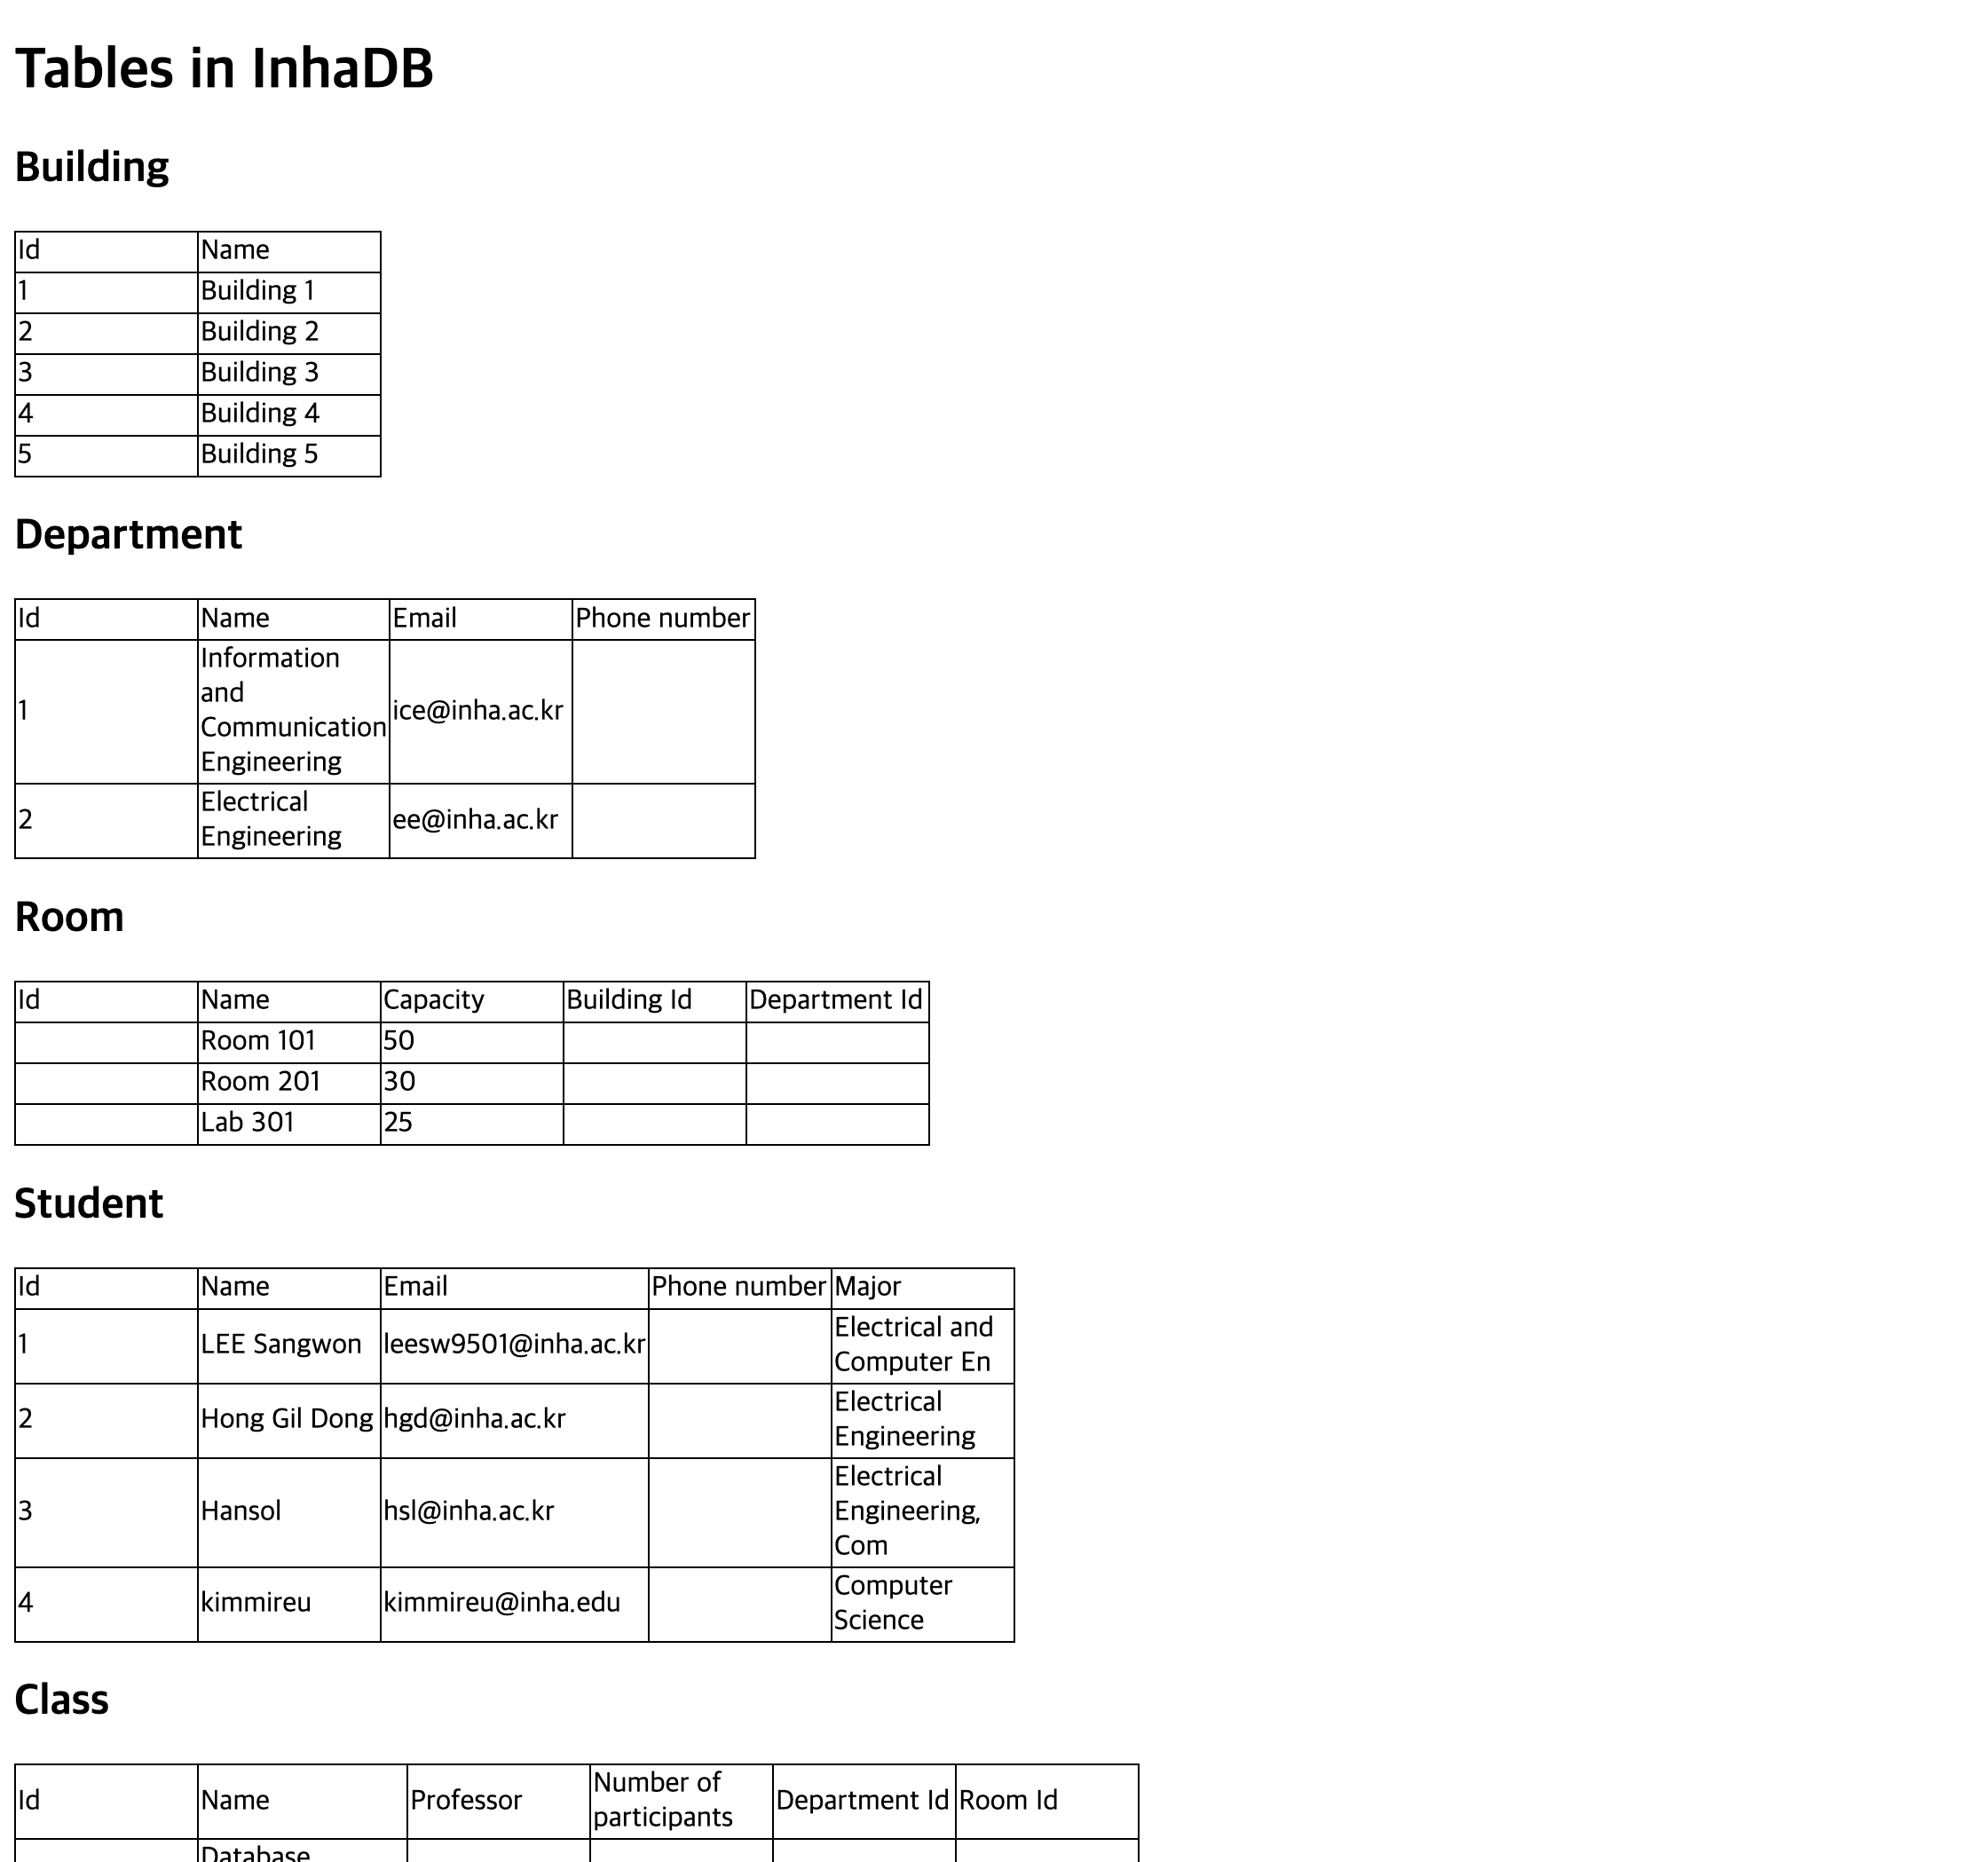 Tables in InhaDB
Building
Id Name
1 Building 1
2 Building 2
3 Building 3
4 Building 4
5 Building 5
Department
Id Name Email Phone number
1 Information and Communication Engineering ice@inha.ac.kr
2 Electrical Engineering ee@inha.ac.kr
Room
Id Name Capacity Building Id Department Id
Room 101 50
Room 201 30
Lab 301 25
Student
Id Name Email Phone number Major
1 LEE Sangwon leesw9501@inha.ac.kr Electrical and Computer En
2 Hong Gil Dong hgd@inha.ac.kr Electrical Engineering
3 Hansol hsl@inha.ac.kr Electrical Engineering, Com
4 kimmireu kimmireu@inha.edu Computer Science
Class
Id Name Professor Number of participants Department Id Room Id
Database